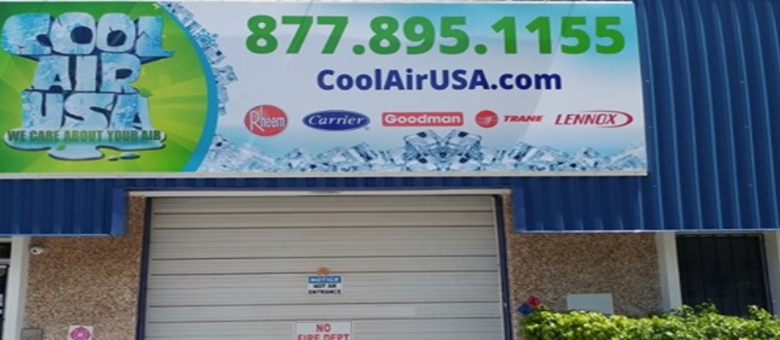 COOL
AIR
USA
WE CARE ABOUT YOUR AIR
877.895.1155
CoolAirUSA.com
Rheem Carrier Goodman TRANE LENNOX
NOTICE
NOT AN
ENTRANCE
NO
FIRE DEPT